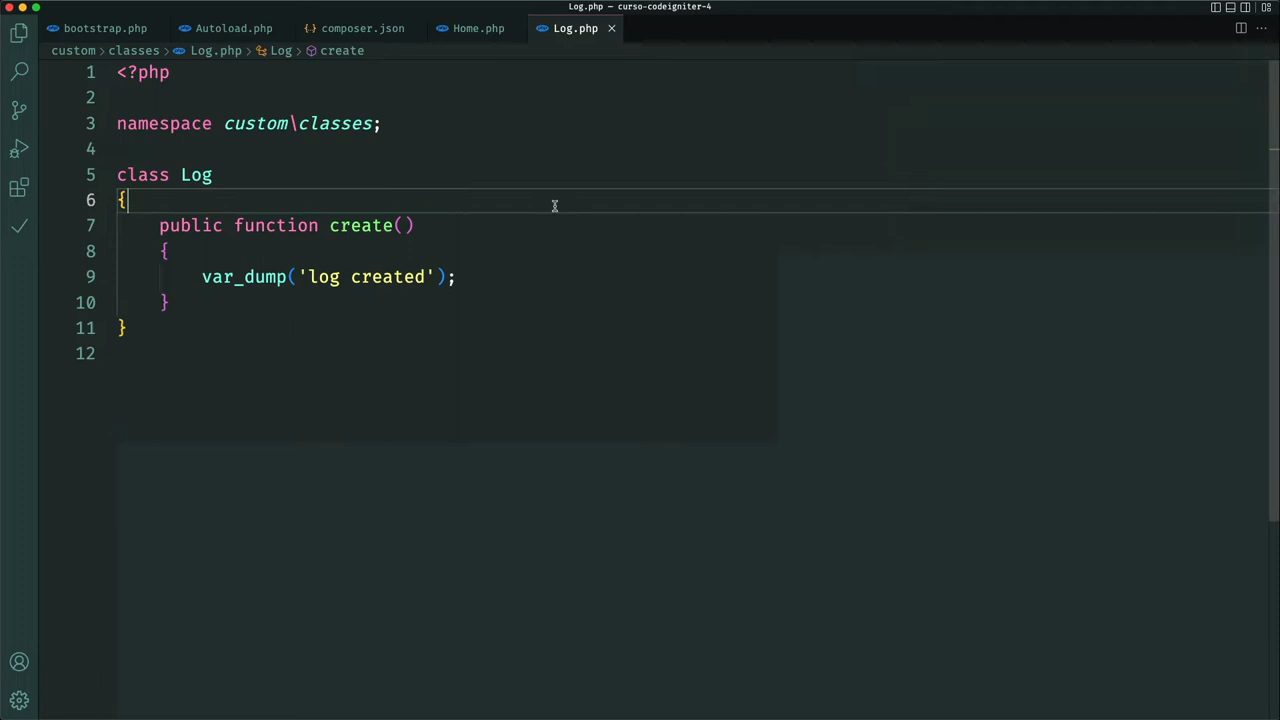 Log.php — curso-codeigniter-4
bootstrap.php Autoload.php {} composer.json Home.php Log.php ×
custom > classes > Log.php > Log > create
1 <?php
2
3 namespace custom\classes;
4
5 class Log
6 {
7 public function create()
8 {
9 var_dump('log created');
10 }
11 }
12